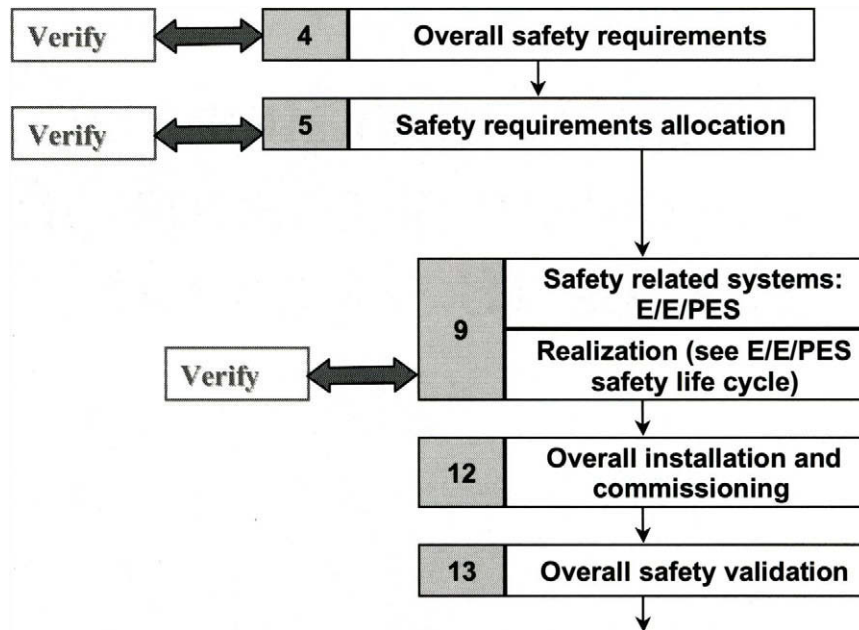 Verify
4
Overall safety requirements
Verify
5
Safety requirements allocation
Safety related systems:
E/E/PES
9
Realization (see E/E/PES
safety life cycle)
Verify
12
Overall installation and
commissioning
13
Overall safety validation